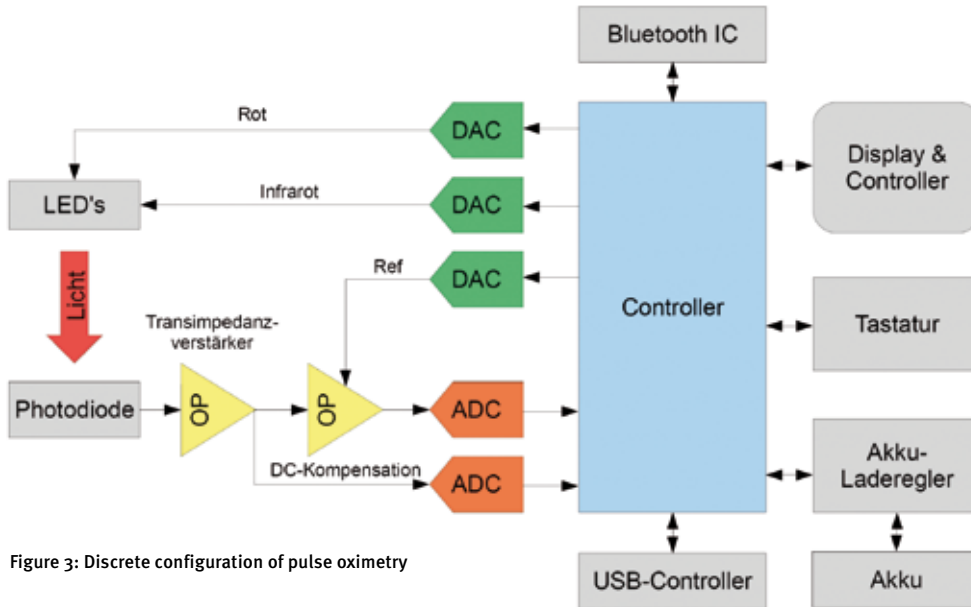 Bluetooth IC
Rot
DAC
Display &
Controller
LED's
Infrarot
DAC
Ref
DAC
Licht
Controller
Transimpedanz-
verstärker
Tastatur
Photodiode
OP
OP
ADC
Akku-
Laderegler
DC-Kompensation
ADC
Figure 3: Discrete configuration of pulse oximetry
USB-Controller
Akku